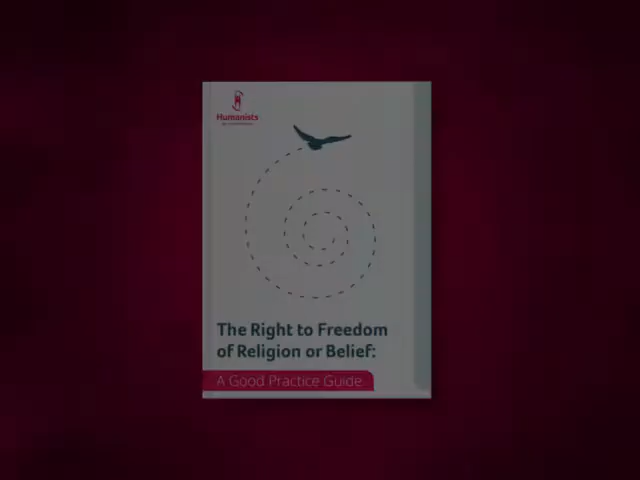 Humanists
The Right to Freedom
of Religion or Belief:
A Good Practice Guide